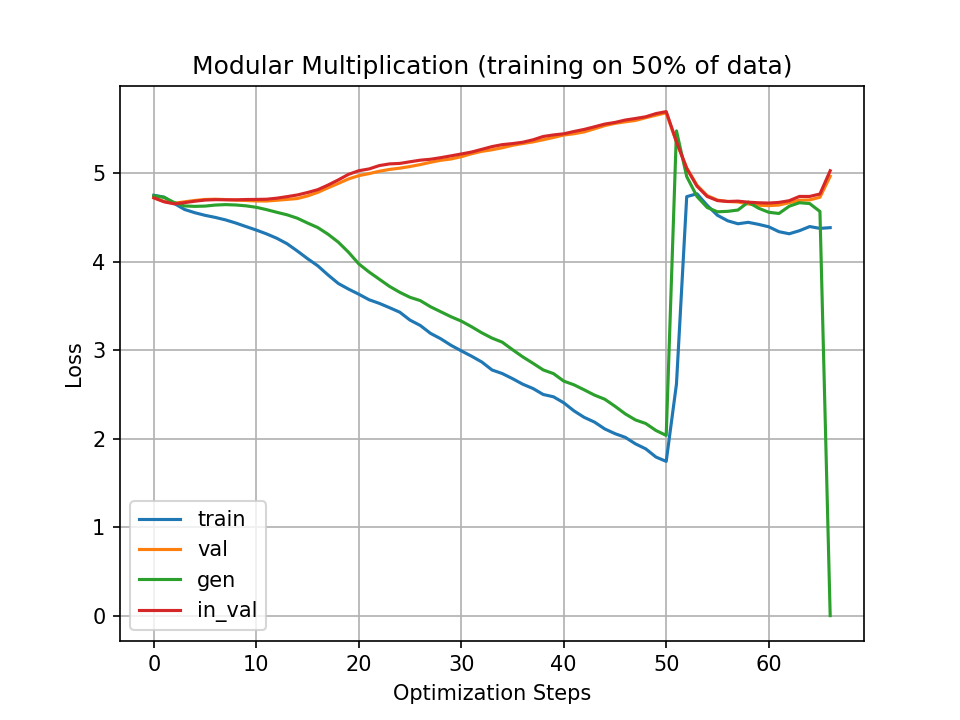 Modular Multiplication (training on 50% of data)
5
4
3
2
1
0
Loss
train
val
gen
in_val
0 10 20 30 40 50 60
Optimization Steps